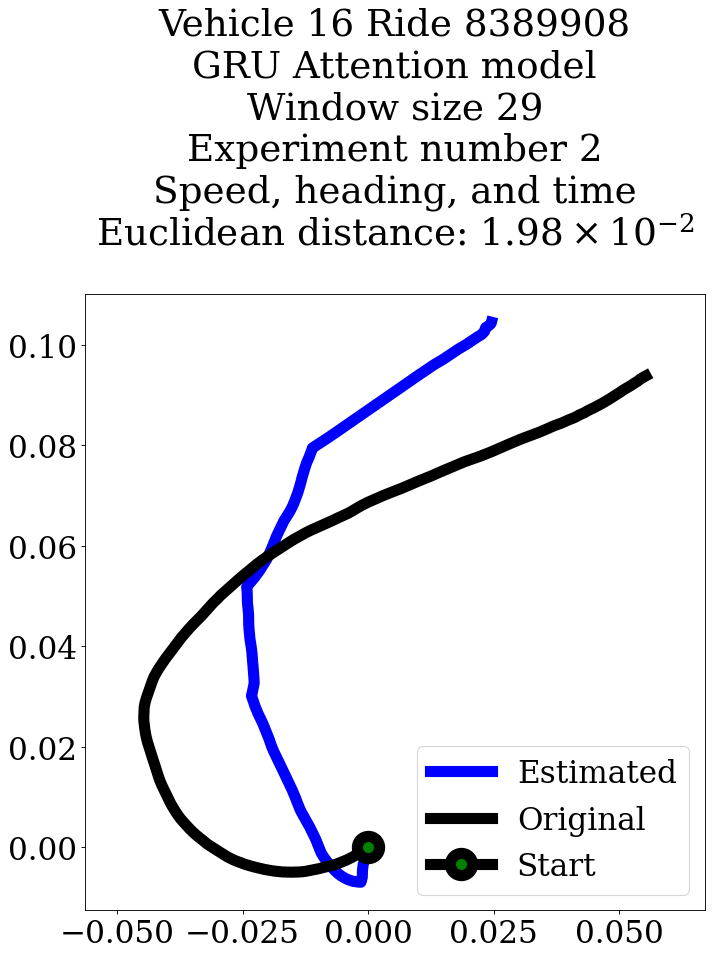 Vehicle 16 Ride 8389908
GRU Attention model
Window size 29
Experiment number 2
Speed, heading, and time
Euclidean distance: 1.98 × 10⁻²
0.10
0.08
0.06
0.04
0.02
0.00
Estimated
Original
Start
−0.050 −0.025 0.000 0.025 0.050